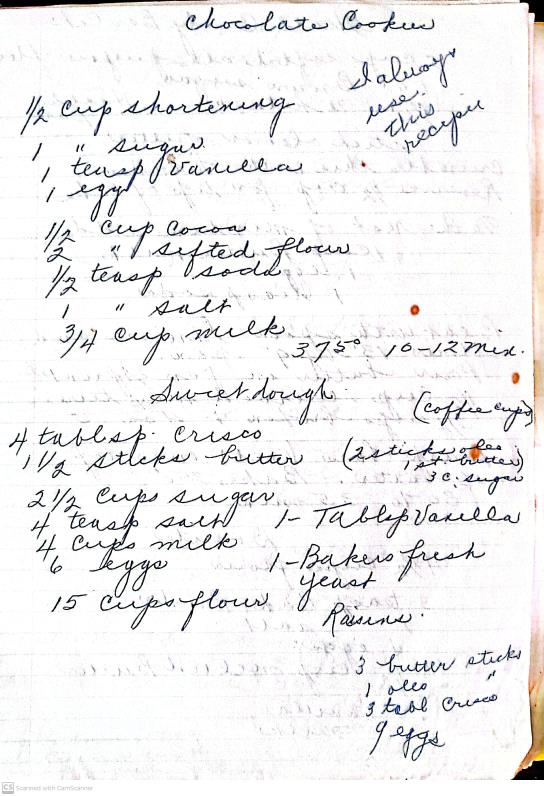 Chocolate Cookies
I always
use
this
recipie
1/2 cup shortening
1 " sugar
1 teasp Vanilla
1 egg
1/2 cup cocoa
2 " sifted flour
1/2 teasp soda
1 " salt
3/4 cup milk
375° 10-12 min.
Sweet dough
(coffee cups)
4 tablsp. Crisco
1 1/2 sticks butter (2 sticks oleo
1 st. butter)
3 c. sugar
2 1/2 cups sugar
4 teasp salt 1- Tablsp Vanilla
4 cups milk
6 eggs 1- Bakers fresh
yeast
15 cups flour
Raisins.
3 butter sticks
1 oleo "
3 tabl Crisco
9 eggs
CS Scanned with CamScanner